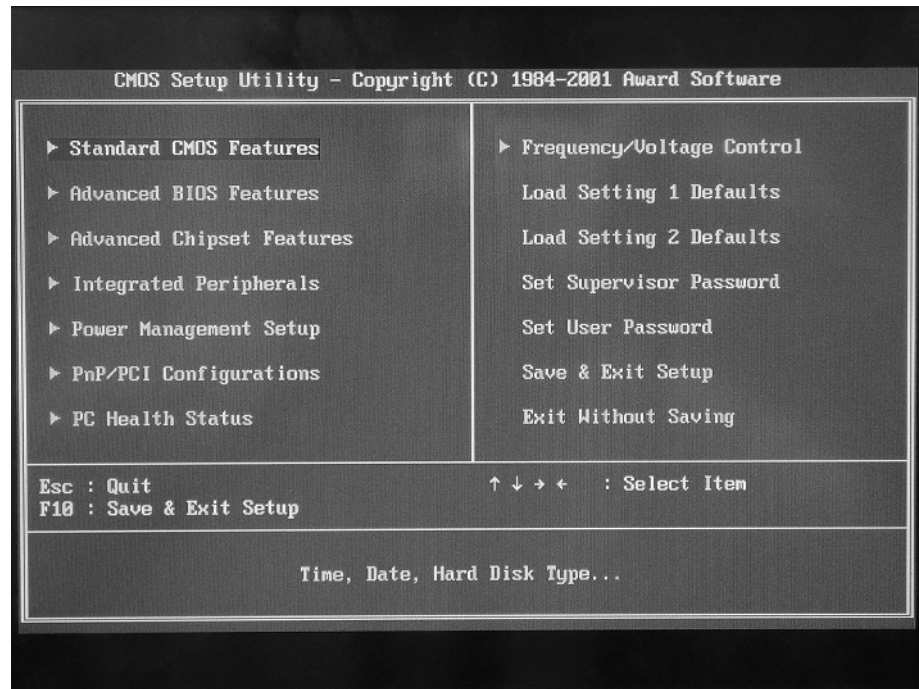 CMOS Setup Utility – Copyright (C) 1984–2001 Award Software
▶ Standard CMOS Features
▶ Advanced BIOS Features
▶ Advanced Chipset Features
▶ Integrated Peripherals
▶ Power Management Setup
▶ PnP/PCI Configurations
▶ PC Health Status
▶ Frequency/Voltage Control
Load Setting 1 Defaults
Load Setting 2 Defaults
Set Supervisor Password
Set User Password
Save & Exit Setup
Exit Without Saving
Esc : Quit
F10 : Save & Exit Setup
↑ ↓ → ← : Select Item
Time, Date, Hard Disk Type...